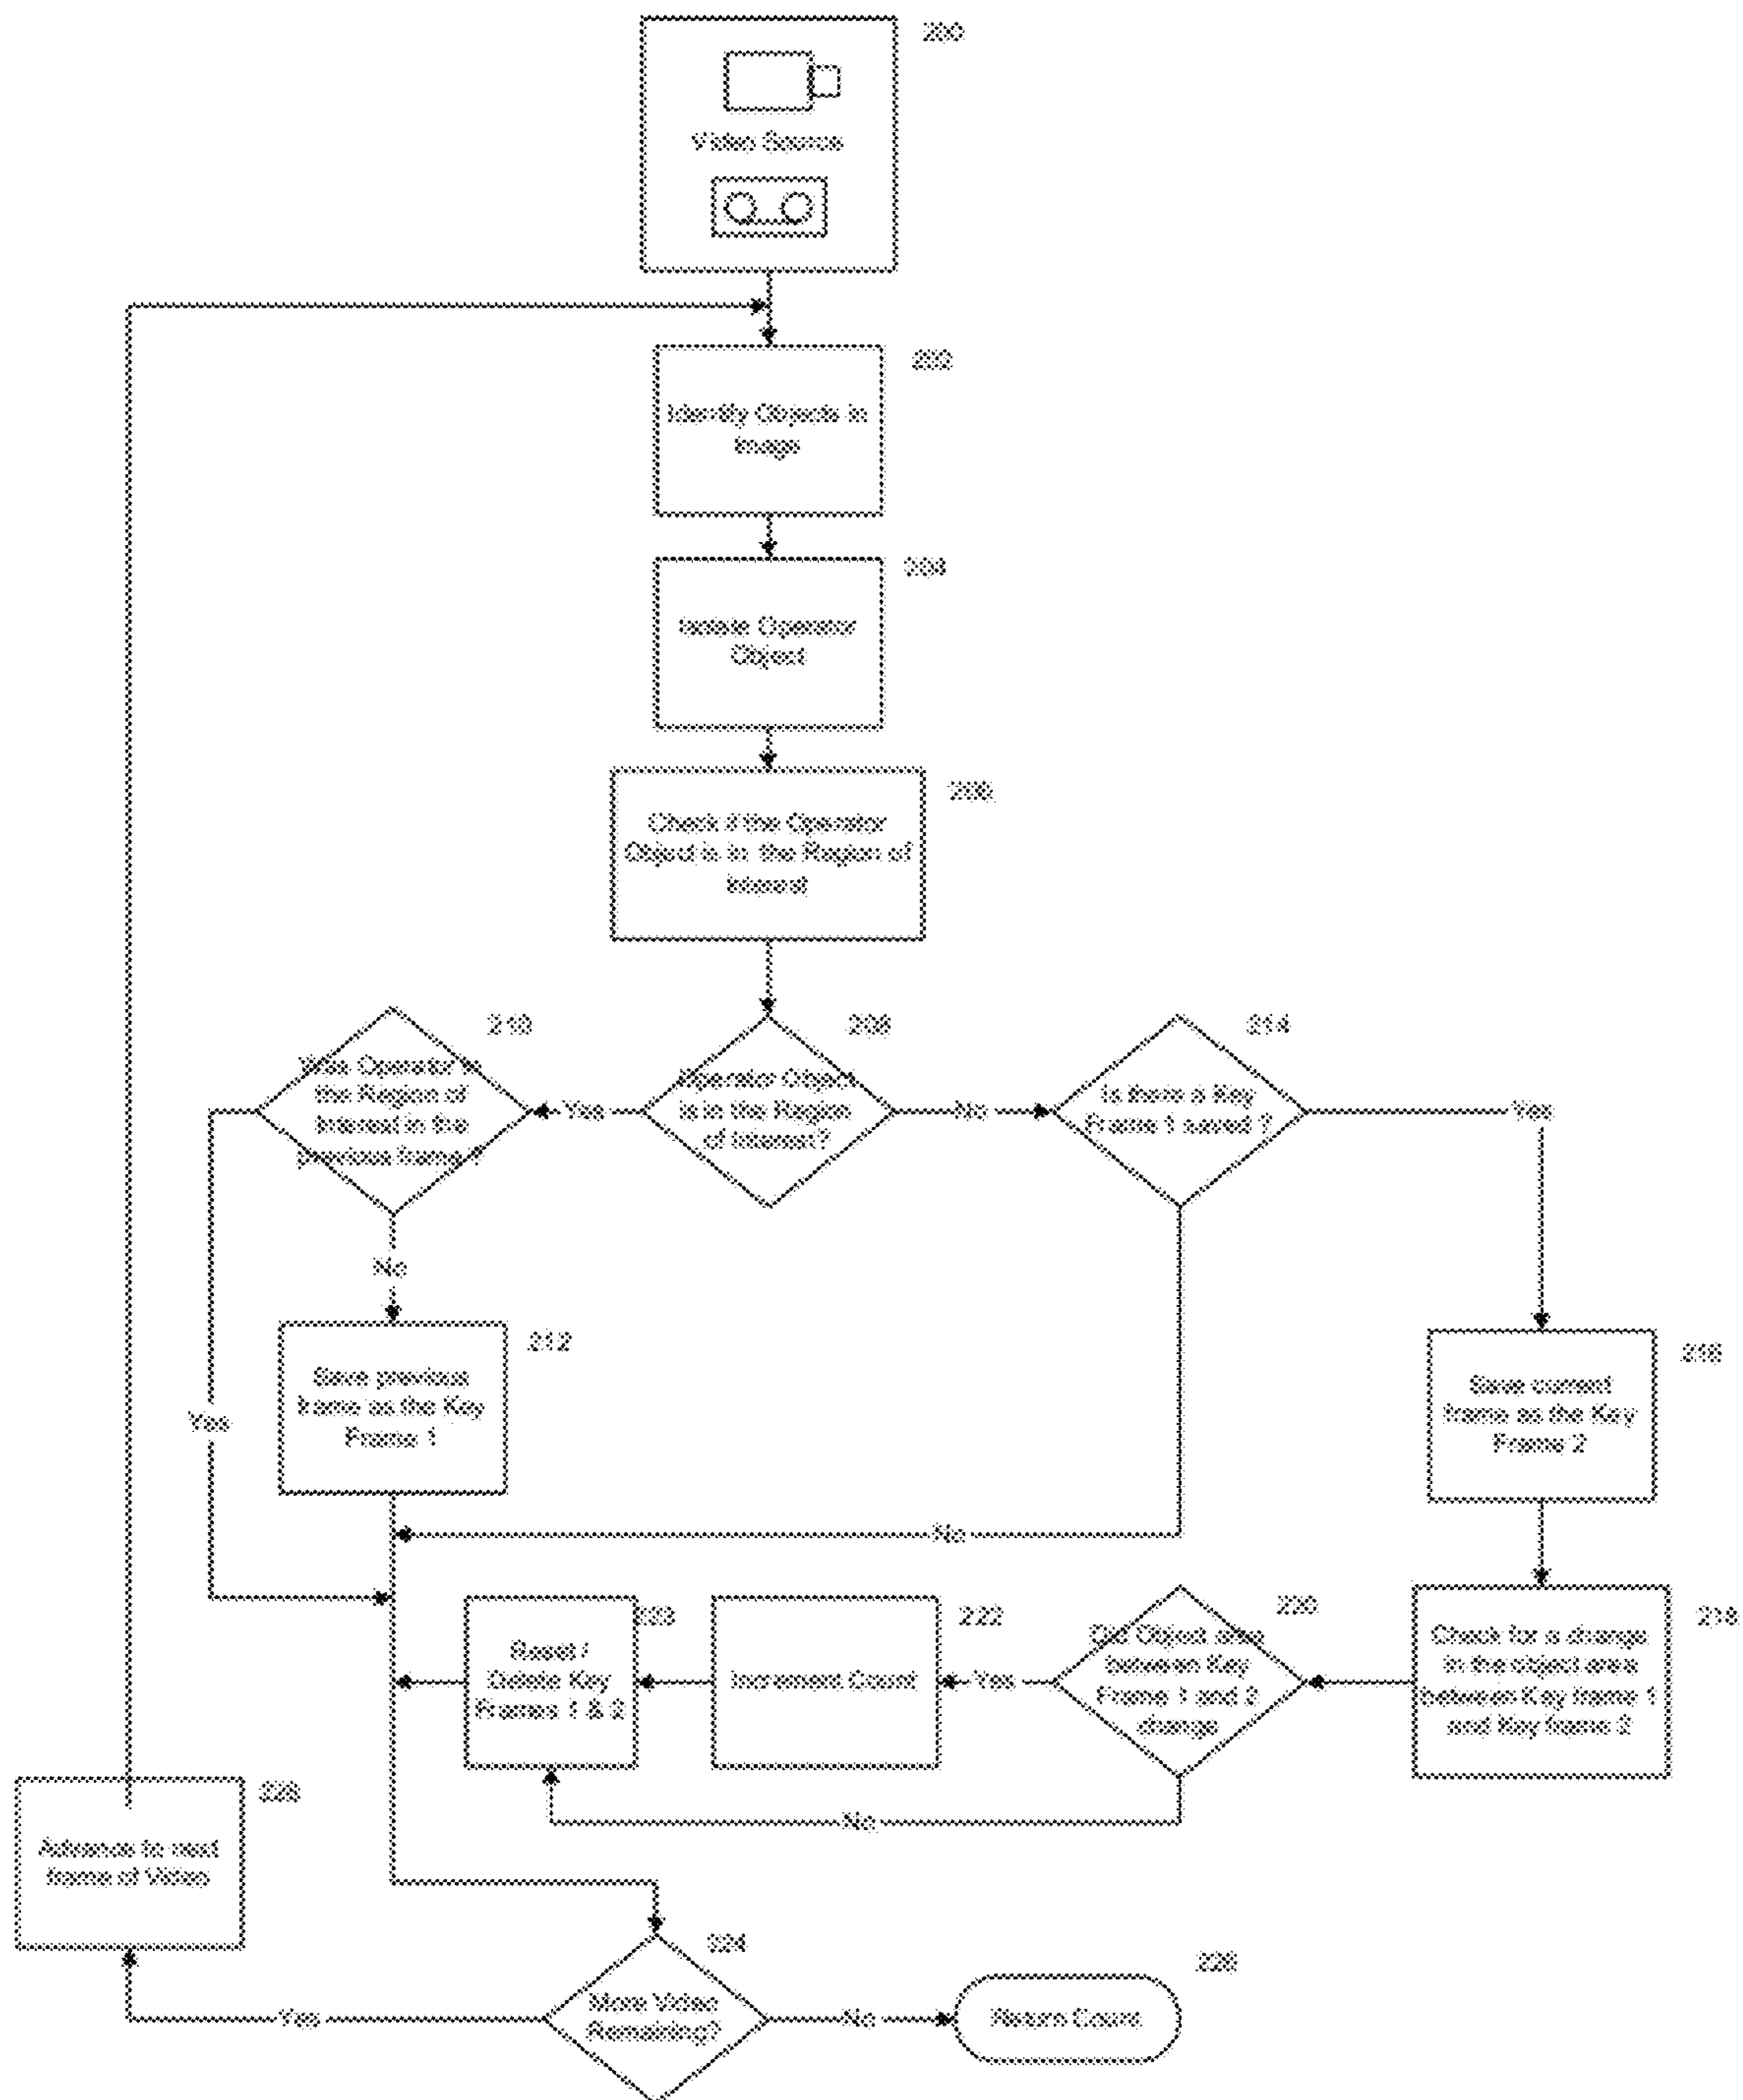 200
Video Source
202
Identify Objects in
Image
204
Isolate Operator
Object
206
Check if the Operator
Object is in the Region of
Interest
210
Was Operator in
the Region of
Interest in the
previous frame ?
208
Operator Object
is in the Region
of Interest?
214
Is there a Key
Frame 1 saved ?
Yes
No
Yes
No
212
Save previous
frame as the Key
Frame 1
Yes
216
Save current
frame as the Key
Frame 2
No
223
Reset /
Delete Key
Frames 1 & 2
222
Increment Count
Yes
220
Did Object area
between Key
Frame 1 and 2
change
218
Check for a change
in the object area
between Key frame 1
and Key frame 2
No
Advance to next
frame of Video
224
More Video
Remaining?
Yes
No
Return Count